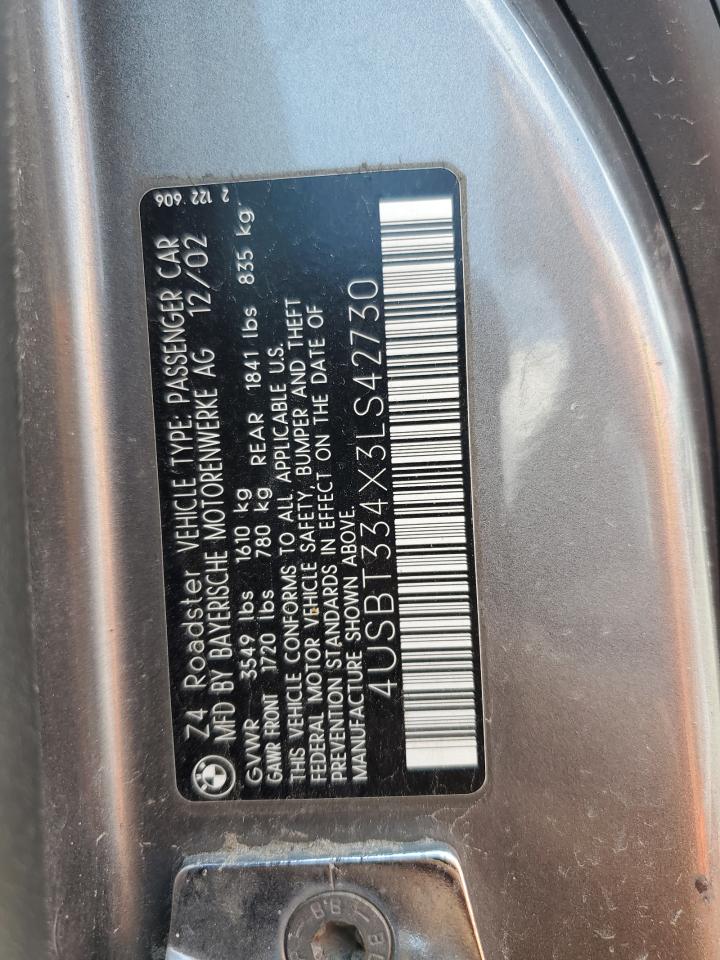 Z4 Roadster VEHICLE TYPE: PASSENGER CAR
MFD BY BAYERISCHE MOTORENWERKE AG 12/02
GVWR 3549 lbs 1610 kg
GAWR FRONT 1720 lbs 780 kg REAR 1841 lbs 835 kg
THIS VEHICLE CONFORMS TO ALL APPLICABLE U.S.
FEDERAL MOTOR VEHICLE SAFETY, BUMPER AND THEFT
PREVENTION STANDARDS IN EFFECT ON THE DATE OF
MANUFACTURE SHOWN ABOVE.
4USBT334X3LS42730
2 122 606
8.8